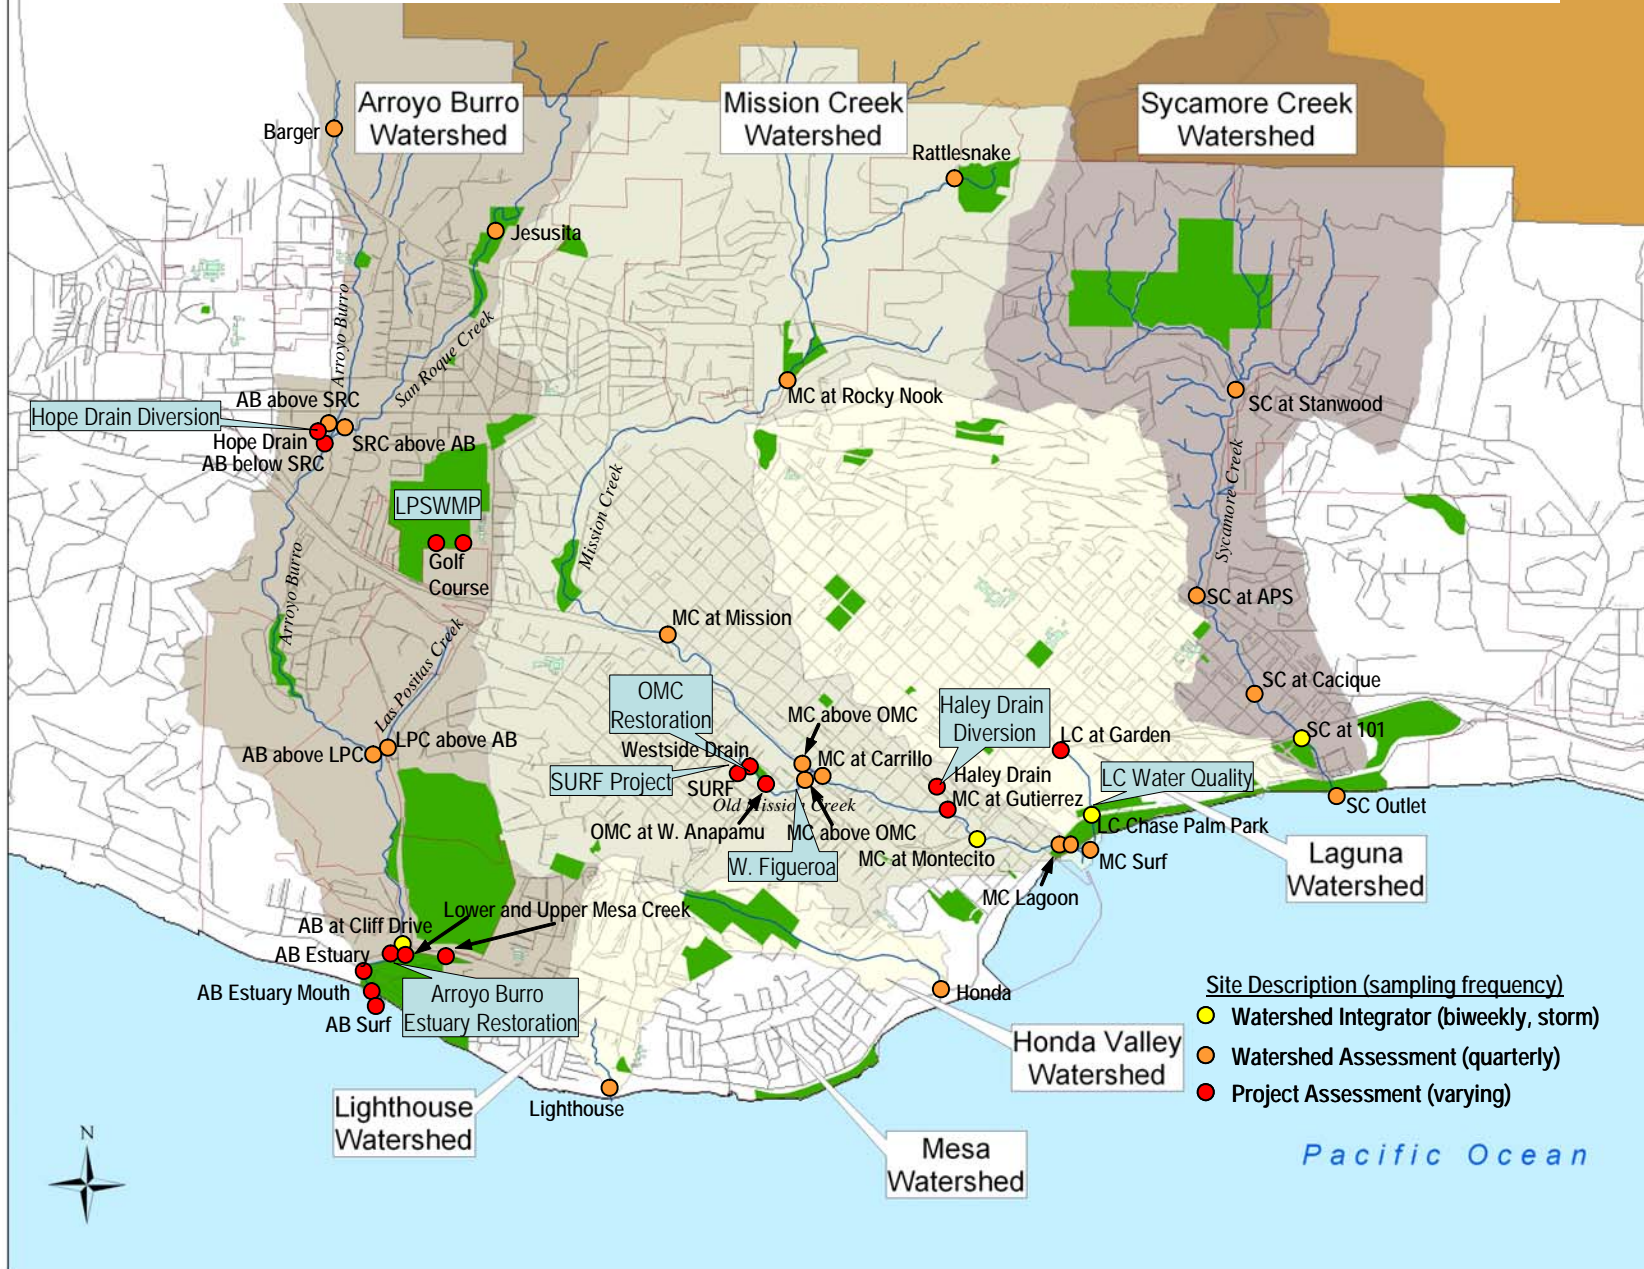 Arroyo Burro
Watershed
Mission Creek
Watershed
Sycamore Creek
Watershed
Barger
Rattlesnake
Jesusita
Arroyo Burro
San Roque Creek
MC at Rocky Nook
SC at Stanwood
AB above SRC
Hope Drain Diversion
Hope Drain
SRC above AB
AB below SRC
LPSWMP
Golf
Course
Mission Creek
Sycamore Creek
Arroyo Burro
SC at APS
MC at Mission
Las Positas Creek
SC at Cacique
OMC
Restoration
MC above OMC
Haley Drain
Diversion
SC at 101
LC at Garden
AB above LPC
LPC above AB
Westside Drain
MC at Carrillo
SURF Project
SURF
Haley Drain
LC Water Quality
Old Mission Creek
MC at Gutierrez
SC Outlet
OMC at W. Anapamu
MC above OMC
LC Chase Palm Park
W. Figueroa
MC at Montecito
MC Surf
Laguna
Watershed
MC Lagoon
Lower and Upper Mesa Creek
AB at Cliff Drive
AB Estuary
AB Estuary Mouth
Arroyo Burro
Estuary Restoration
AB Surf
Honda
Site Description (sampling frequency)
Watershed Integrator (biweekly, storm)
Watershed Assessment (quarterly)
Project Assessment (varying)
Honda Valley
Watershed
Lighthouse
Lighthouse
Watershed
Mesa
Watershed
N
Pacific Ocean